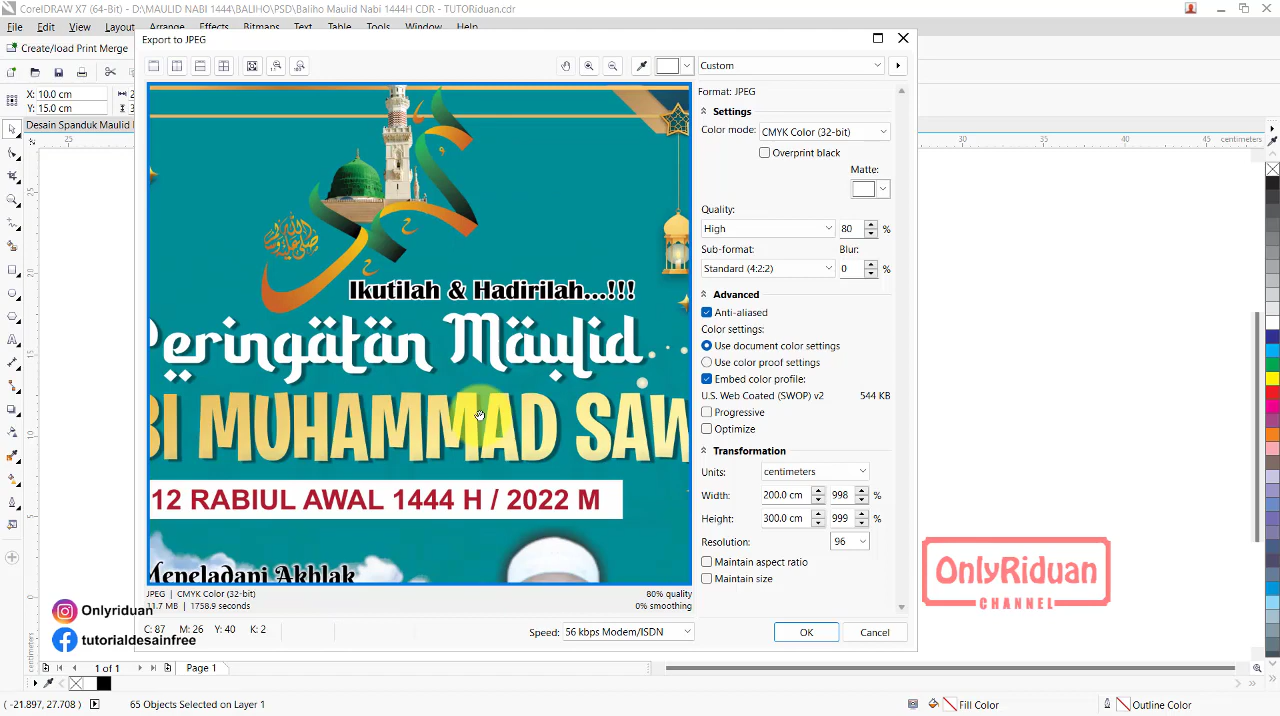 CorelDRAW X7 (64-Bit) - D:\MAULID NABI 1444\BALIHO\PSD\Baliho Maulid Nabi 1444H CDR - TUTORiduan.cdr
File Edit View Layout Arrange Effects Bitmaps Text Table Tools Window Help
Create/load Print Merge
X: 10.0 cm
Y: 15.0 cm
Desain Spanduk Maulid
Export to JPEG
Custom
Format: JPEG
Settings
Color mode: CMYK Color (32-bit)
Overprint black
Matte:
Quality:
High 80 %
Sub-format: Blur:
Standard (4:2:2) 0 %
Advanced
Anti-aliased
Color settings:
Use document color settings
Use color proof settings
Embed color profile:
U.S. Web Coated (SWOP) v2 544 KB
Progressive
Optimize
Transformation
Units: centimeters
Width: 200.0 cm 998 %
Height: 300.0 cm 999 %
Resolution: 96
Maintain aspect ratio
Maintain size
Ikutilah & Hadirilah...!!!
Peringatan Maulid
BI MUHAMMAD SAW
12 RABIUL AWAL 1444 H / 2022 M
Meneladani Akhlak
JPEG | CMYK Color (32-bit) 80% quality
11.7 MB | 1758.9 seconds 0% smoothing
C: 87 M: 26 Y: 40 K: 2
Speed: 56 kbps Modem/ISDN
OK Cancel
25 30 35 40 45 centimeters
OnlyRiduan
CHANNEL
Onlyriduan
tutorialdesainfree
1 of 1 Page 1
(-21.897, 27.708) 65 Objects Selected on Layer 1 Fill Color Outline Color